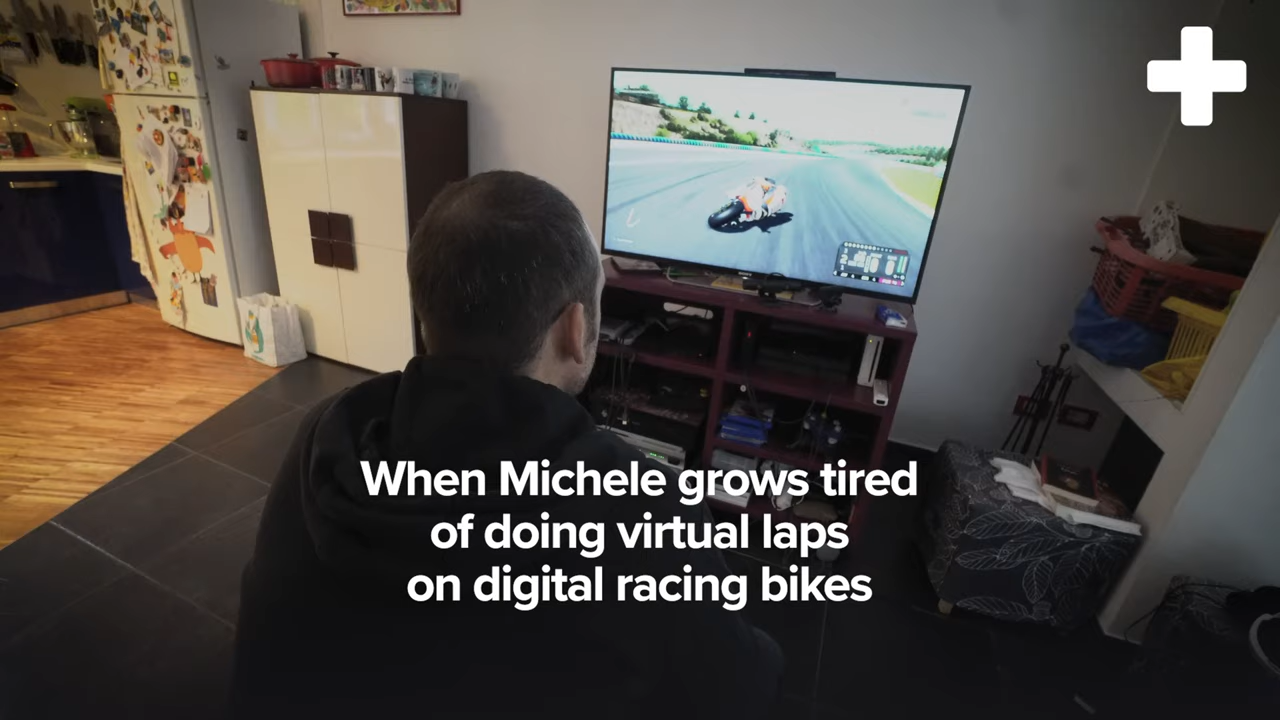 When Michele grows tired
of doing virtual laps
on digital racing bikes